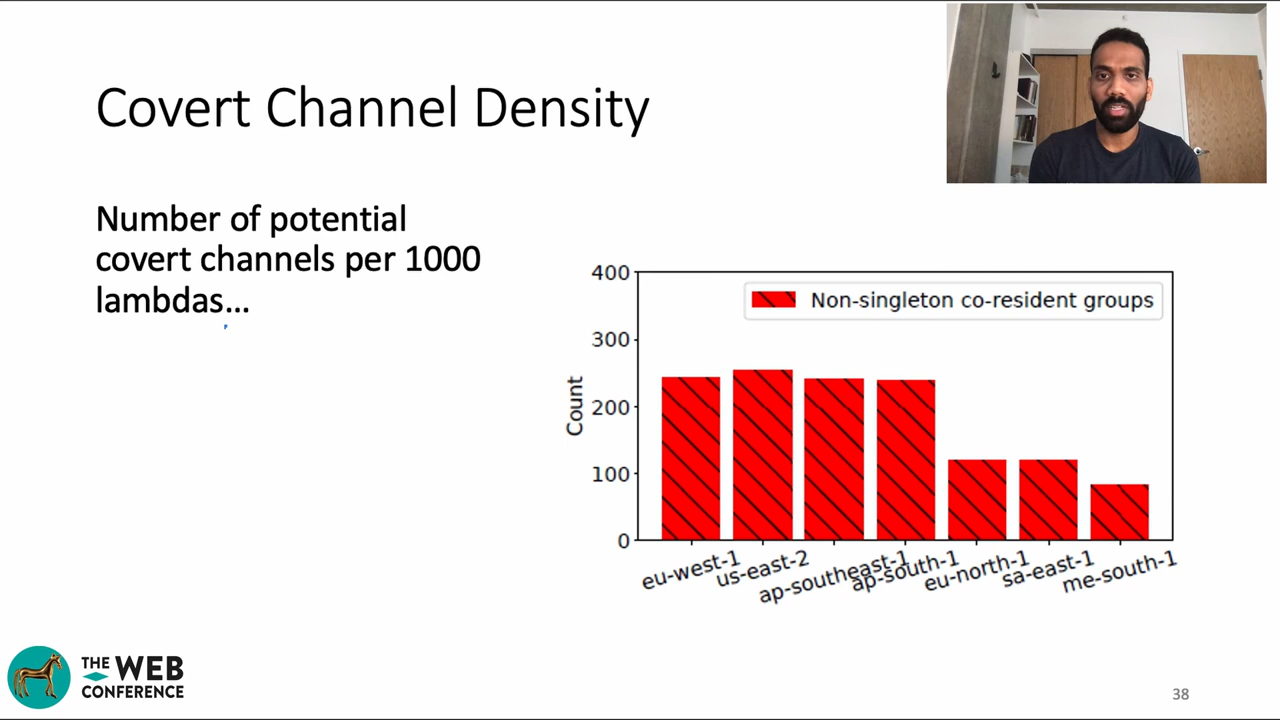 Covert Channel Density
Number of potential
covert channels per 1000
lambdas...
400
300
200
100
0
Count
Non-singleton co-resident groups
eu-west-1
us-east-2
ap-southeast-1
ap-south-1
eu-north-1
sa-east-1
me-south-1
THE WEB
CONFERENCE
38